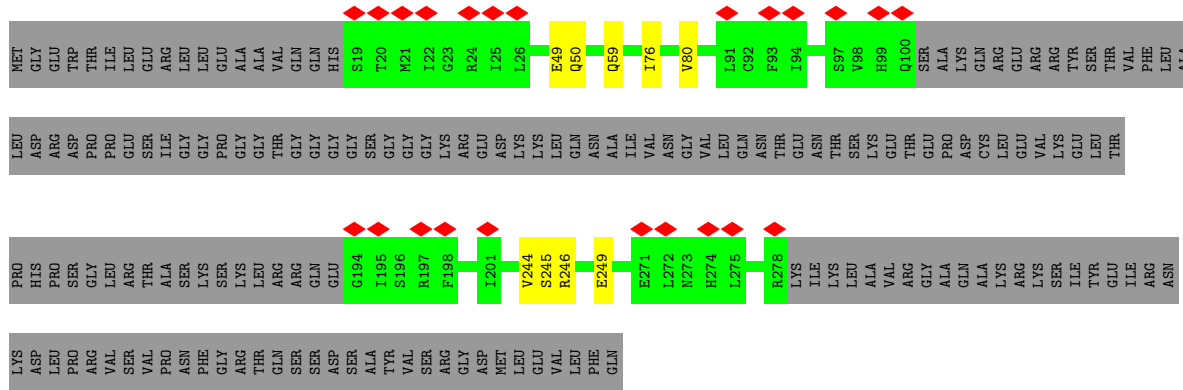 MET GLY GLU TRP THR ILE LEU GLU ARG LEU LEU GLU ALA ALA VAL GLN GLN HIS S19 T20 M21 I22 G23 R24 I25 L26 E49 Q50 Q59 I76 V80 L91 C92 F93 I94 S97 V98 H99 Q100 SER ALA LYS GLN ARG GLU ARG ARG TYR SER THR VAL PHE LEU ALA
LEU ASP ARG ASP PRO PRO GLU SER ILE GLY GLY PRO GLY GLY THR GLY GLY GLY GLY SER GLY GLY GLY LYS ARG GLU ASP LYS LYS LEU GLN ASN ALA ILE VAL ASN GLY VAL LEU GLN ASN THR GLU ASN THR SER LYS GLU THR GLU PRO ASP CYS LEU GLU VAL LYS GLU LEU THR
PRO HIS PRO SER GLY LEU ARG THR ALA SER LYS SER LYS LEU ARG ARG GLN GLU G194 I195 S196 R197 F198 I201 V244 S245 R246 E249 E271 L272 N273 H274 L275 R278 LYS ILE LYS LEU ALA VAL ARG GLY ALA GLN ALA LYS ARG LYS SER ILE TYR GLU ILE ARG ASN
LYS ASP LEU PRO ARG VAL SER VAL PRO ASN PHE GLY ARG THR GLN SER SER ASP SER ALA TYR VAL SER ARG GLY ASP MET LEU GLU VAL LEU PHE GLN